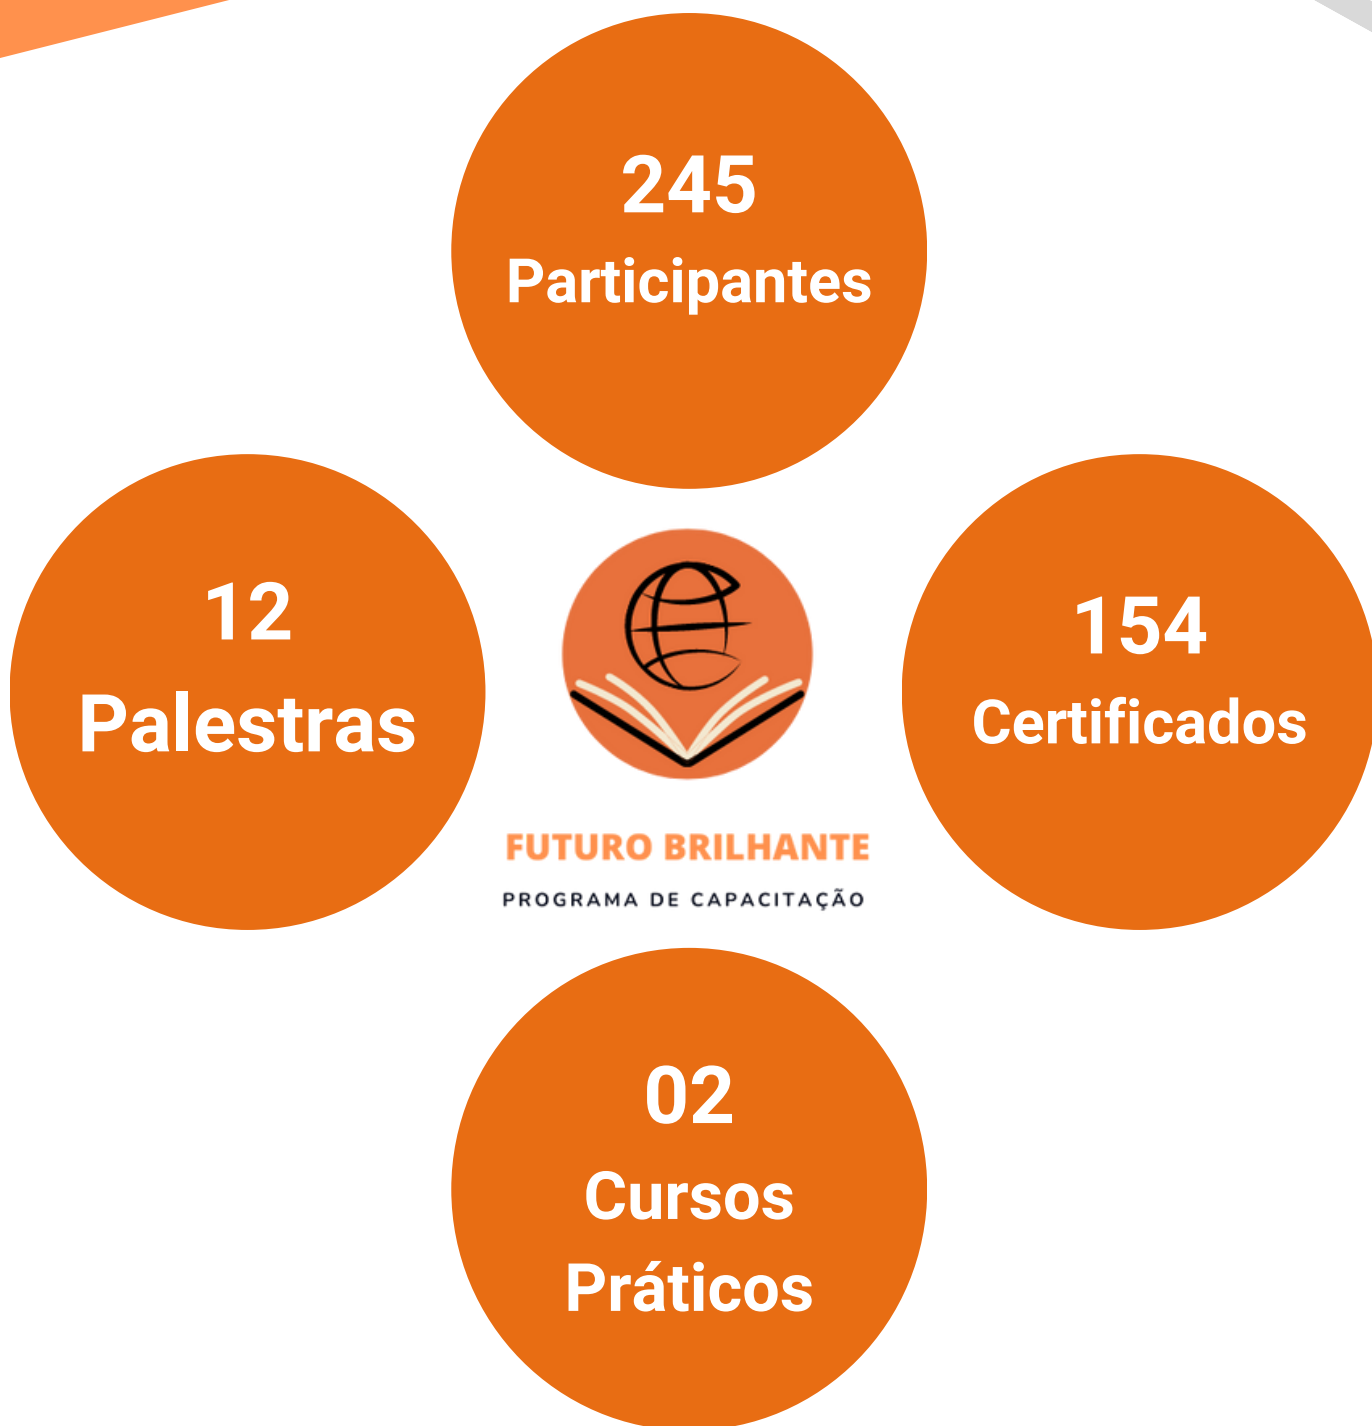 245
Participantes
12
Palestras
154
Certificados
FUTURO BRILHANTE
PROGRAMA DE CAPACITAÇÃO
02
Cursos
Práticos